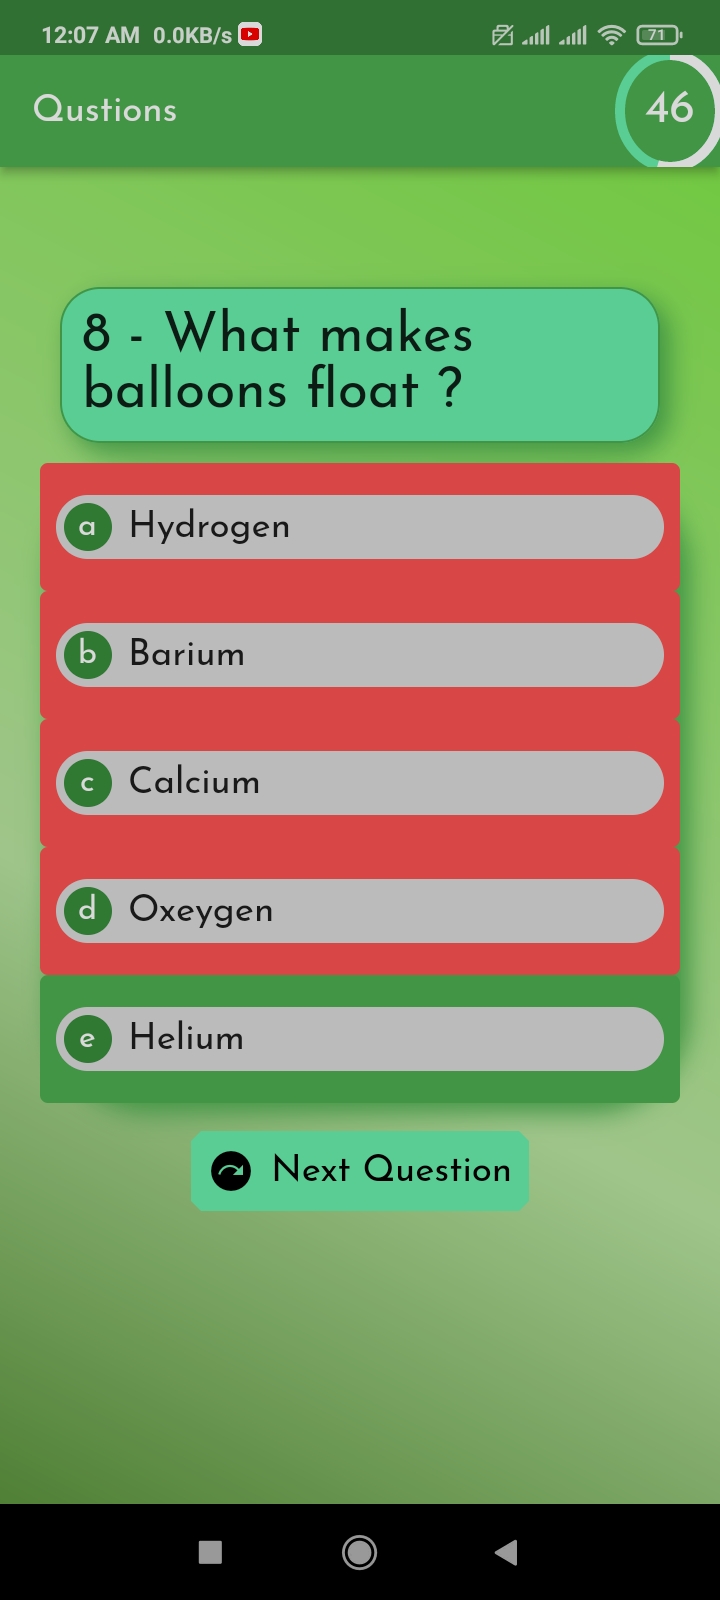 12:07 AM 0.0KB/s 71
Qustions
46
8 - What makes
balloons float ?
a Hydrogen
b Barium
c Calcium
d Oxeygen
e Helium
Next Question